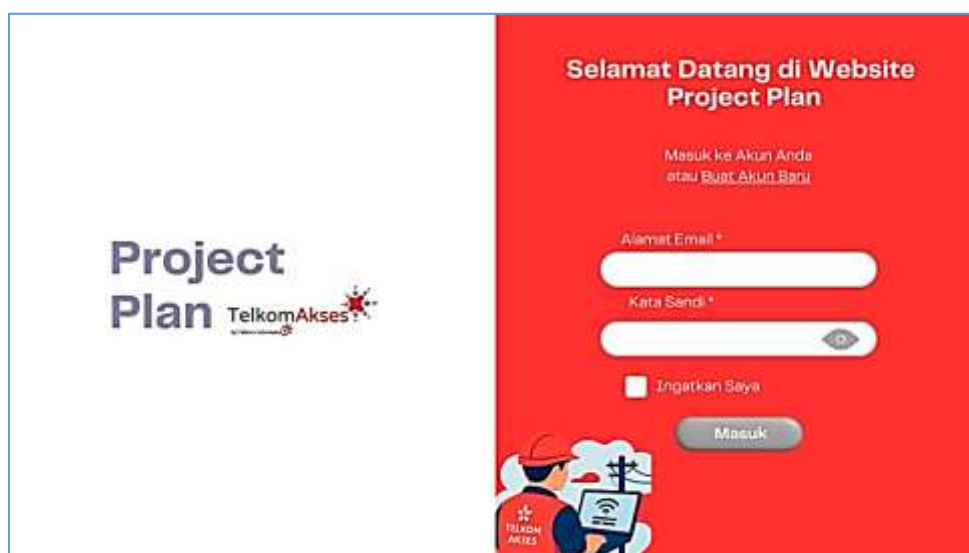 Project
Plan TelkomAkses
Selamat Datang di Website
Project Plan
Masuk ke Akun Anda
atau Buat Akun Baru
Alamat Email *
Kata Sandi *
Ingatkan Saya
Masuk
TELKOM
AKSES